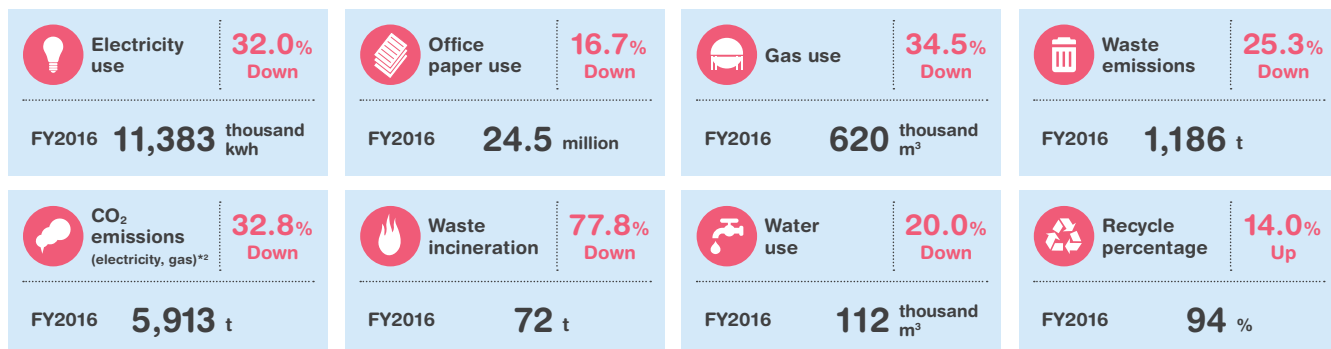 Electricity
use
32.0%
Down
FY2016 11,383 thousand
kwh
Office
paper use
16.7%
Down
FY2016 24.5 million
Gas use
34.5%
Down
FY2016 620 thousand
m³
Waste
emissions
25.3%
Down
FY2016 1,186 t
CO₂
emissions
(electricity, gas)*²
32.8%
Down
FY2016 5,913 t
Waste
incineration
77.8%
Down
FY2016 72 t
Water
use
20.0%
Down
FY2016 112 thousand
m³
Recycle
percentage
14.0%
Up
FY2016 94 %